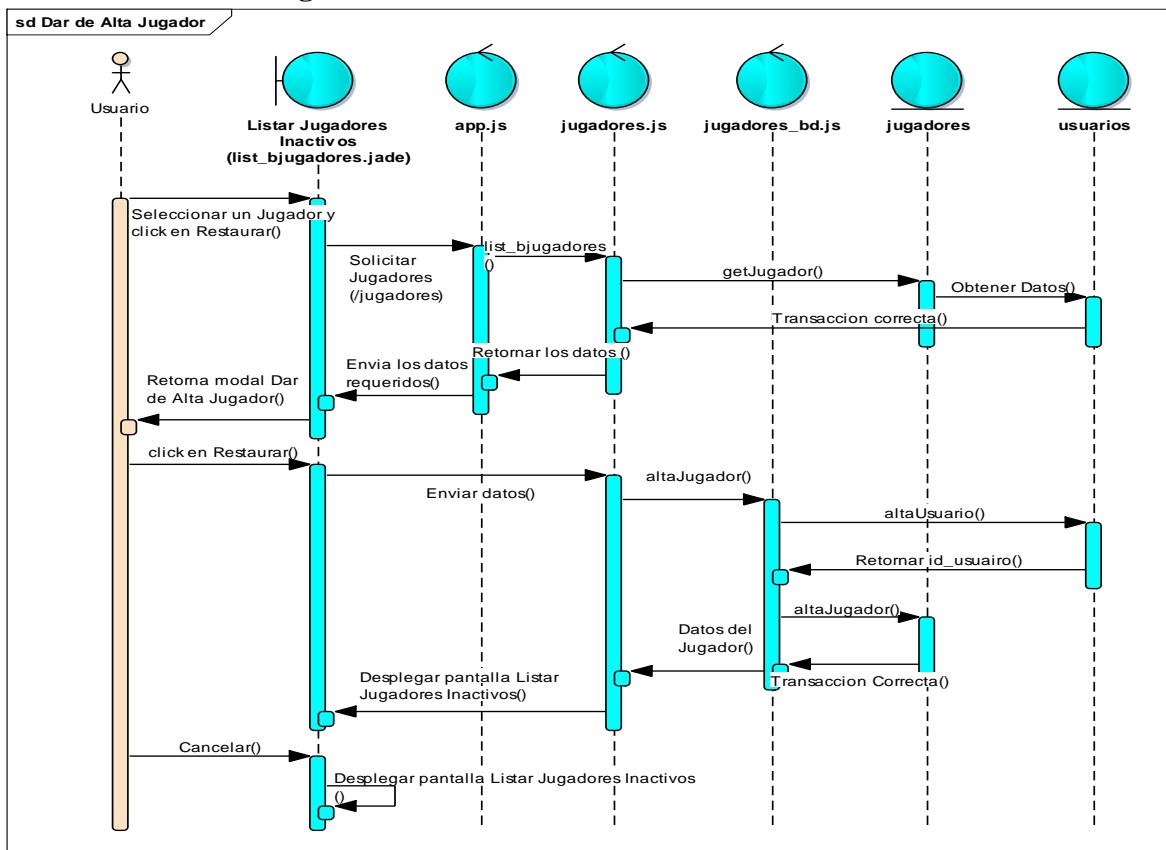 sd Dar de Alta Jugador
Usuario
Listar Jugadores
Inactivos
(list_bjugadores.jade)
app.js
jugadores.js
jugadores_bd.js
jugadores
usuarios
Seleccionar un Jugador y
click en Restaurar()
Solicitar
Jugadores
(/jugadores)
list_bjugadores
()
getJugador()
Obtener Datos()
Transaccion correcta()
Retornar los datos ()
Envia los datos
requeridos()
Retorna modal Dar
de Alta Jugador()
click en Restaurar()
Enviar datos()
altaJugador()
altaUsuario()
Retornar id_usuairo()
altaJugador()
Datos del
Jugador()
Transaccion Correcta()
Desplegar pantalla Listar
Jugadores Inactivos()
Cancelar()
Desplegar pantalla Listar Jugadores Inactivos
()